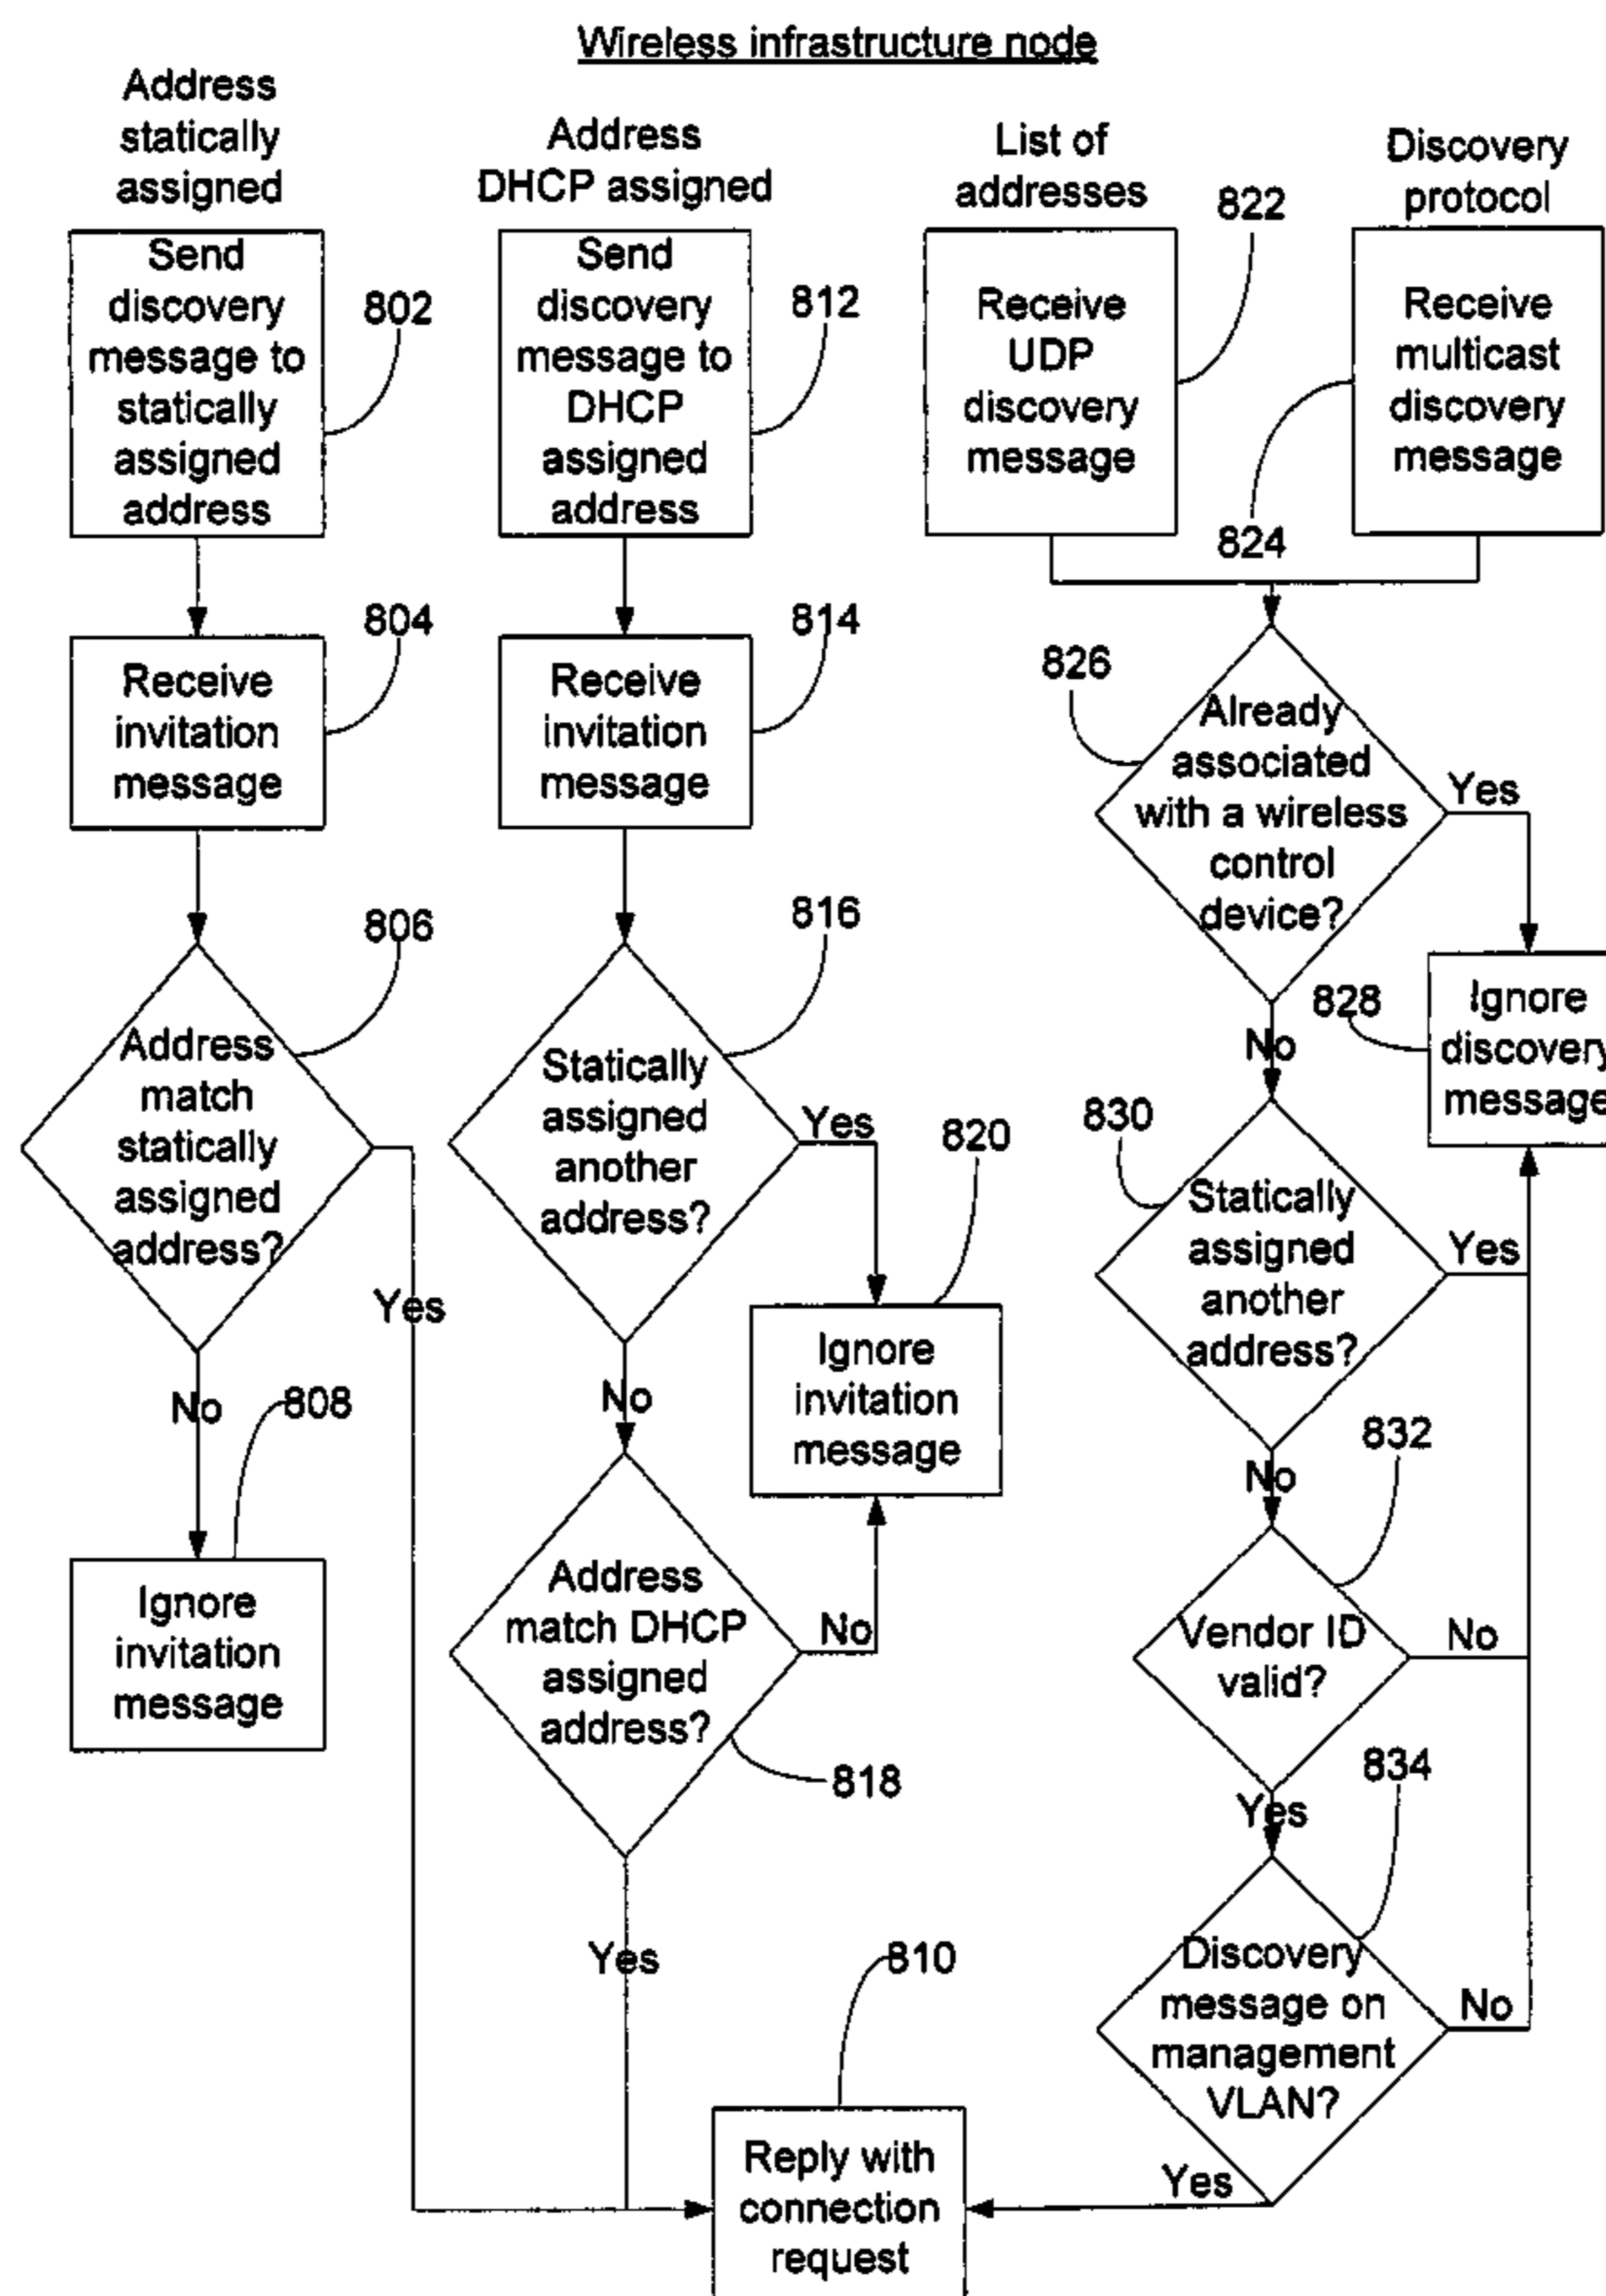 Wireless infrastructure node
Address
statically
assigned
Send
discovery
message to
statically
assigned
address
802
Receive
invitation
message
804
Address
match
statically
assigned
address?
806
Yes
No
808
Ignore
invitation
message
Address
DHCP assigned
Send
discovery
message to
DHCP
assigned
address
812
Receive
invitation
message
814
Statically
assigned
another
address?
816
Yes
820
Ignore
invitation
message
No
Address
match DHCP
assigned
address?
No
818
Yes
810
Reply with
connection
request
List of
addresses
822
Receive
UDP
discovery
message
Discovery
protocol
Receive
multicast
discovery
message
824
826
Already
associated
with a wireless
control
device?
Yes
828
Ignore
discovery
message
No
830
Statically
assigned
another
address?
Yes
No
832
Vendor ID
valid?
No
Yes
834
Discovery
message on
management
VLAN?
No
Yes